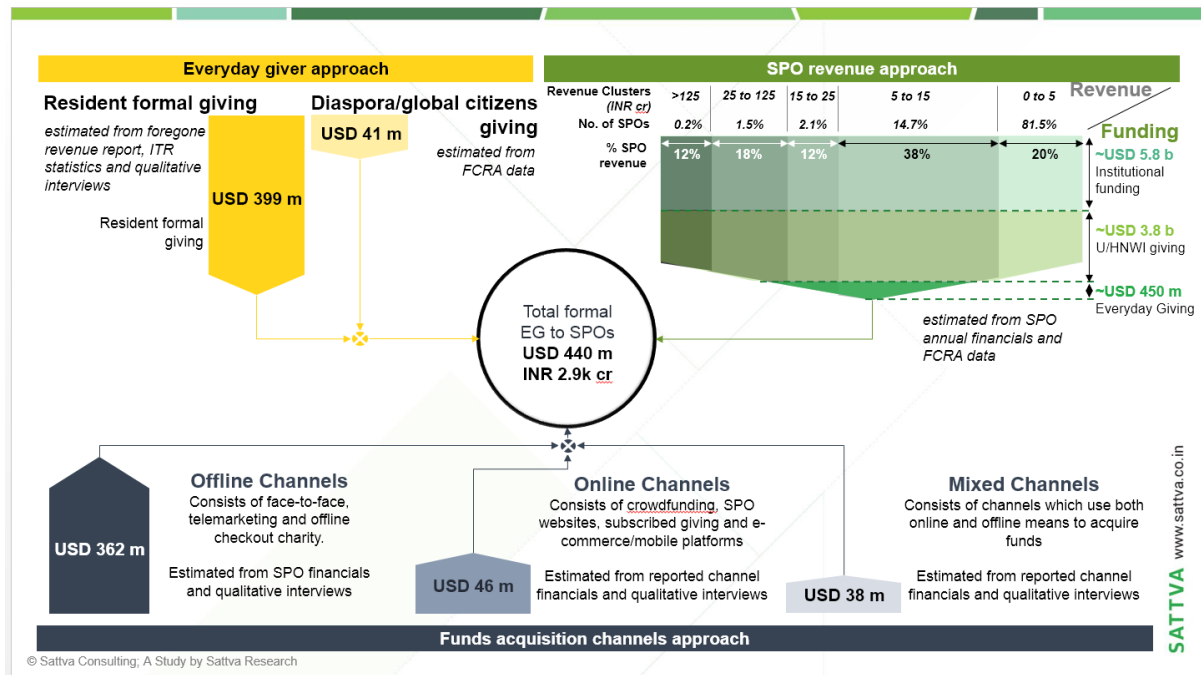 Everyday giver approach
Resident formal giving
estimated from foregone
revenue report, ITR
statistics and qualitative
interviews
Resident formal
giving
USD 399 m
Diaspora/global citizens
giving
USD 41 m
estimated from
FCRA data
SPO revenue approach
Revenue Clusters
(INR cr)
>125
25 to 125
15 to 25
5 to 15
0 to 5
Revenue
No. of SPOs
0.2%
1.5%
2.1%
14.7%
81.5%
Funding
% SPO
revenue
12%
18%
12%
38%
20%
~USD 5.8 b
Institutional
funding
~USD 3.8 b
U/HNWI giving
~USD 450 m
Everyday Giving
estimated from SPO
annual financials and
FCRA data
Total formal
EG to SPOs
USD 440 m
INR 2.9k cr
USD 362 m
Offline Channels
Consists of face-to-face,
telemarketing and offline
checkout charity.
Estimated from SPO financials
and qualitative interviews
USD 46 m
Online Channels
Consists of crowdfunding, SPO
websites, subscribed giving and e-
commerce/mobile platforms
Estimated from reported channel
financials and qualitative interviews
USD 38 m
Mixed Channels
Consists of channels which use both
online and offline means to acquire
funds
Estimated from reported channel
financials and qualitative interviews
Funds acquisition channels approach
SATTVA www.sattva.co.in
© Sattva Consulting; A Study by Sattva Research